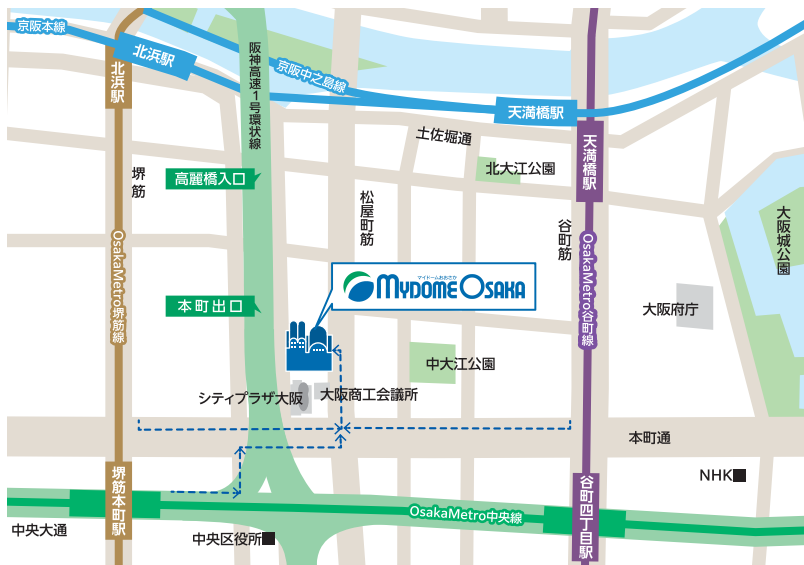 京阪本線
北浜駅
北浜駅
阪神高速1号環状線
京阪中之島線
天満橋駅
土佐堀通
天満橋駅
北大江公園
堺筋
高麗橋入口
松屋町筋
谷町筋
大阪城公園
OsakaMetro堺筋線
OsakaMetro谷町線
マイドームおおさか
MYDOME OSAKA
本町出口
大阪府庁
中大江公園
シティプラザ大阪
大阪商工会議所
本町通
NHK
堺筋本町駅
谷町四丁目駅
OsakaMetro中央線
中央大通
中央区役所